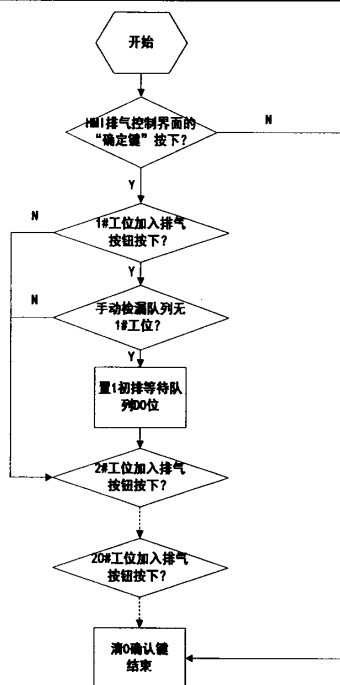 开始
HMI排气控制界面的
“确定键”按下？
N
Y
N
1#工位加入排气
按钮按下？
Y
N
手动检漏队列无
1#工位？
Y
置1初排等待队
列D0位
2#工位加入排气
按钮按下？
20#工位加入排气
按钮按下？
清0确认键
结束